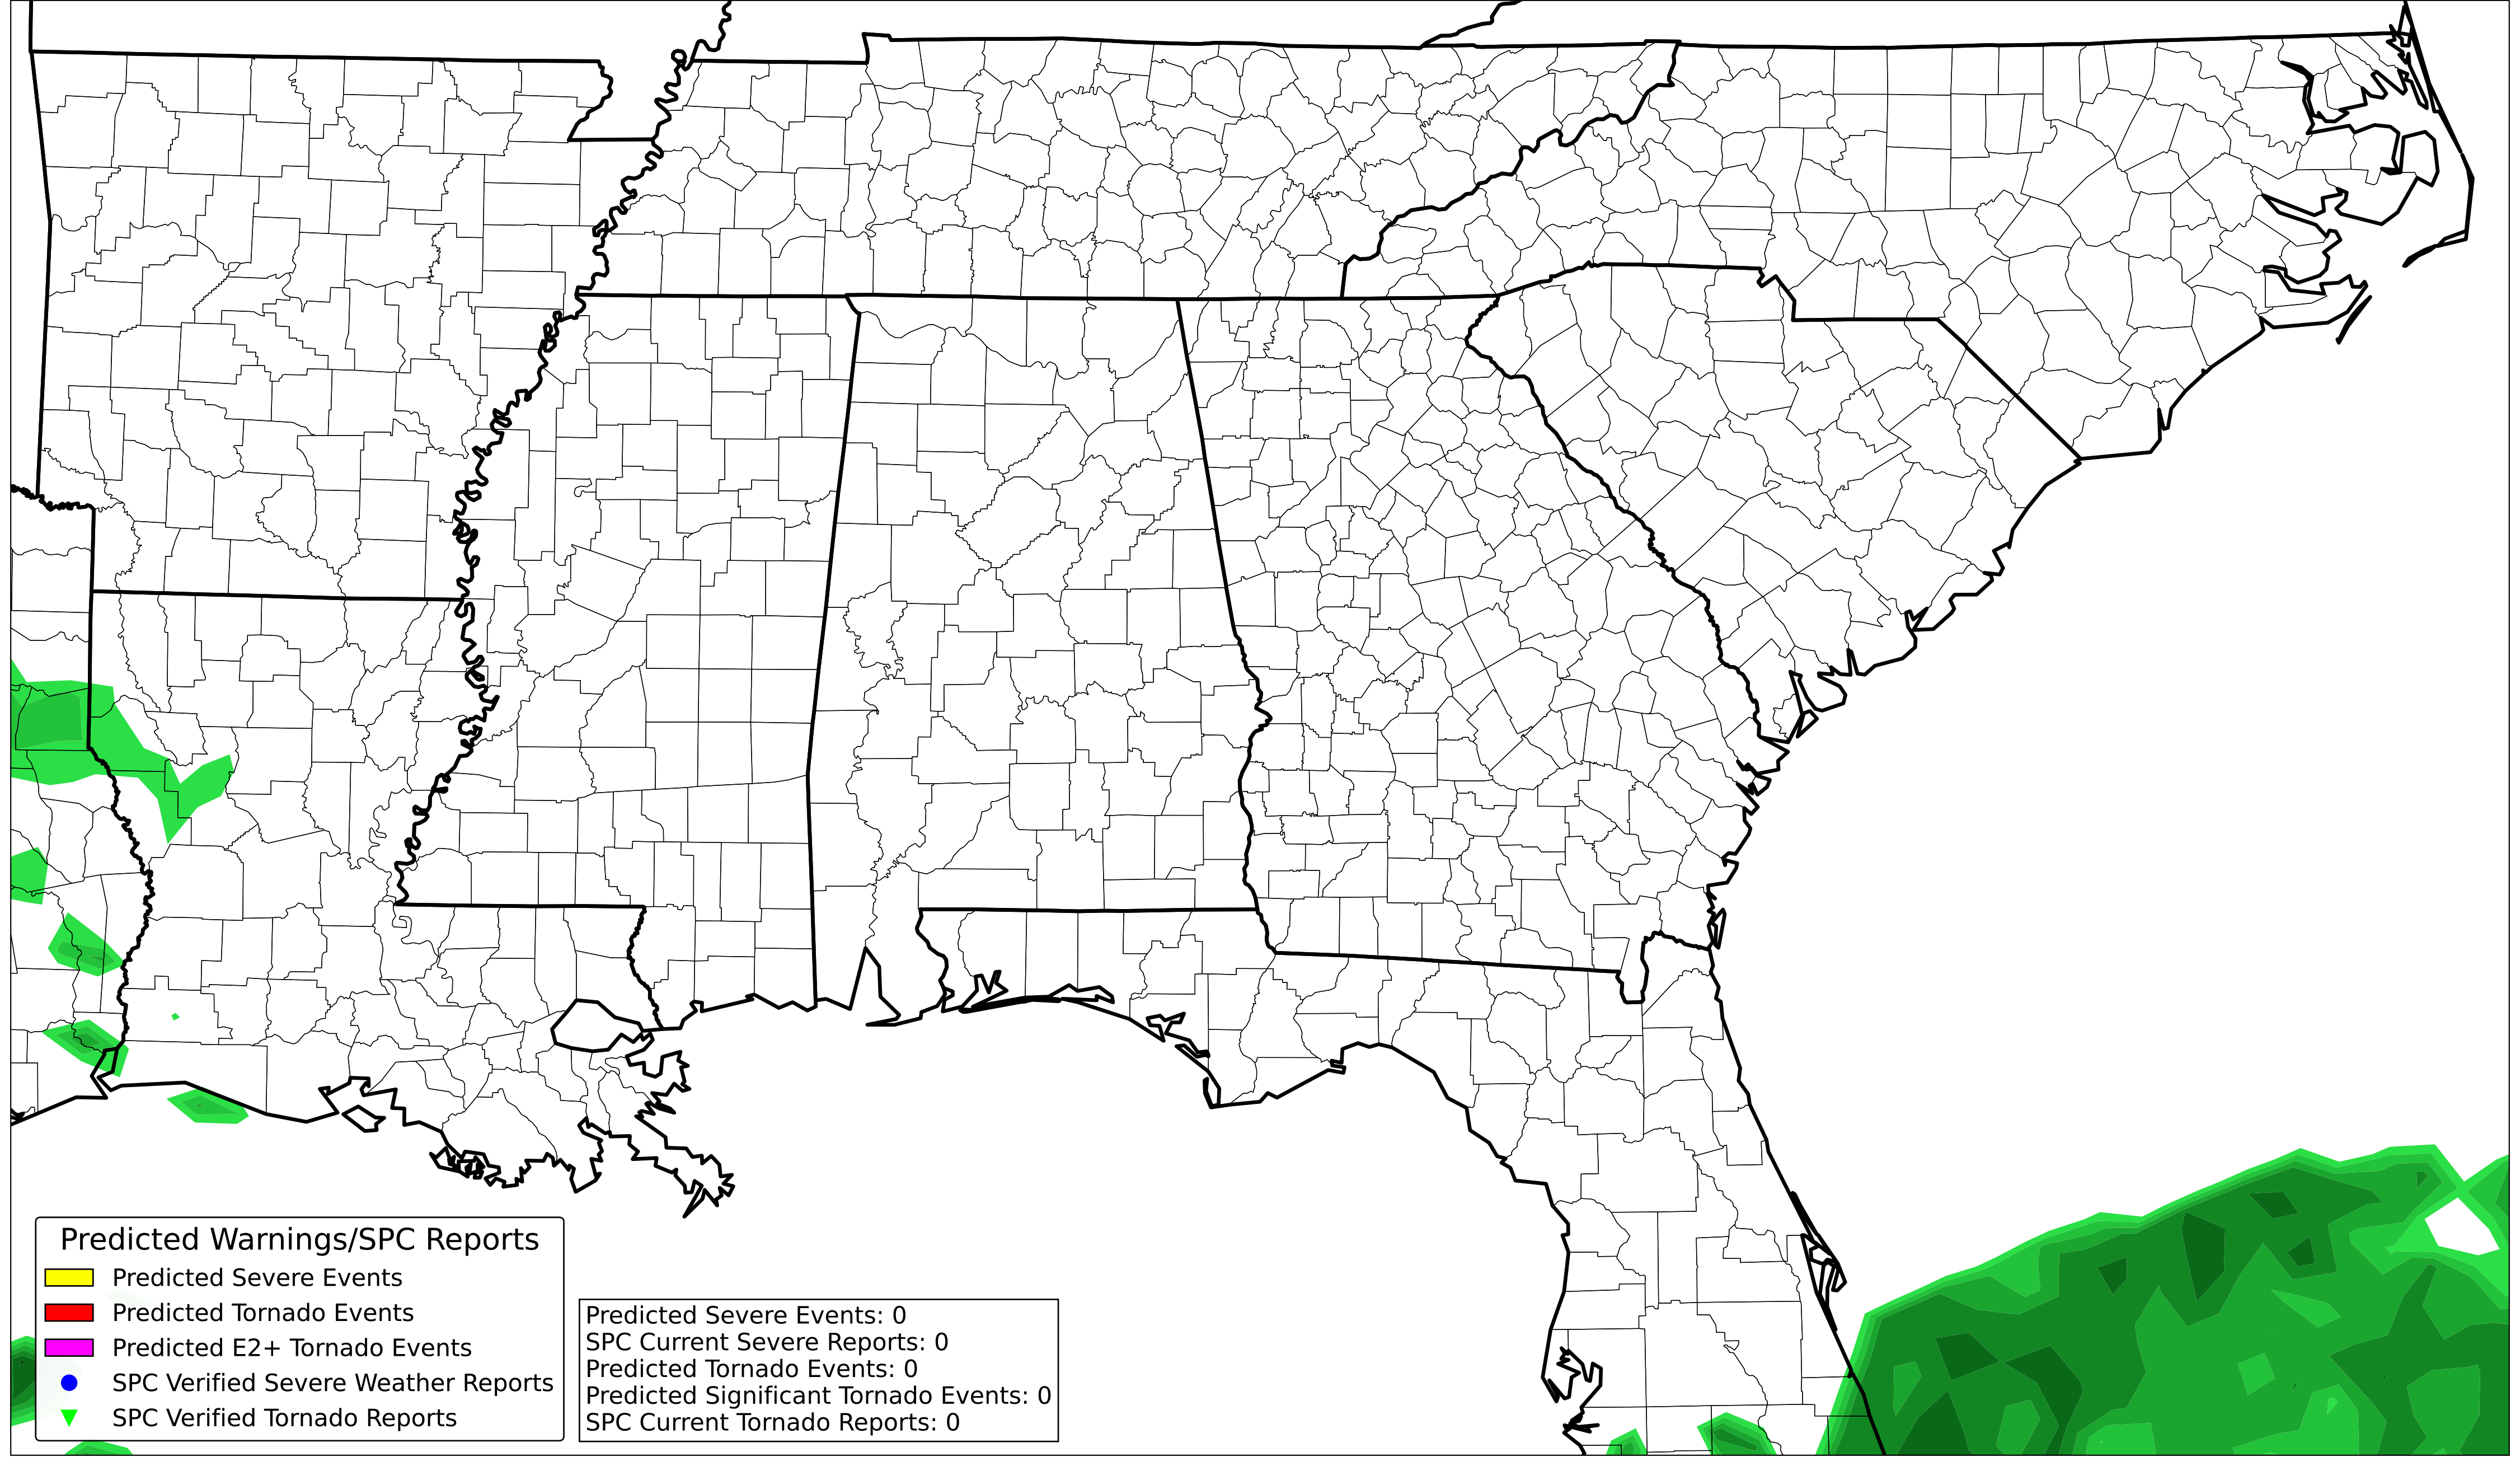 Predicted Warnings/SPC Reports
Predicted Severe Events
Predicted Tornado Events
Predicted E2+ Tornado Events
SPC Verified Severe Weather Reports
SPC Verified Tornado Reports
Predicted Severe Events: 0
SPC Current Severe Reports: 0
Predicted Tornado Events: 0
Predicted Significant Tornado Events: 0
SPC Current Tornado Reports: 0